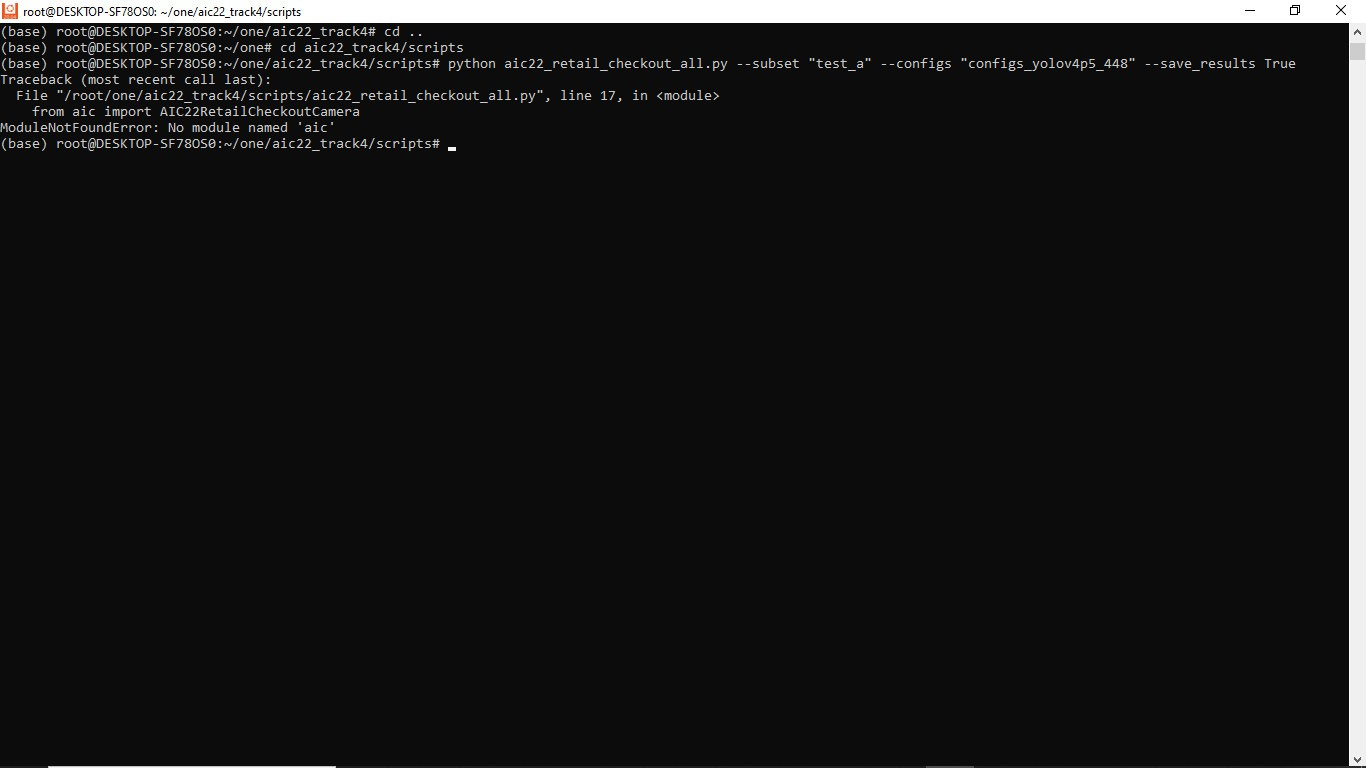 root@DESKTOP-SF78OS0: ~/one/aic22_track4/scripts
(base) root@DESKTOP-SF78OS0:~/one/aic22_track4# cd ..
(base) root@DESKTOP-SF78OS0:~/one# cd aic22_track4/scripts
(base) root@DESKTOP-SF78OS0:~/one/aic22_track4/scripts# python aic22_retail_checkout_all.py --subset "test_a" --configs "configs_yolov4p5_448" --save_results True
Traceback (most recent call last):
  File "/root/one/aic22_track4/scripts/aic22_retail_checkout_all.py", line 17, in <module>
    from aic import AIC22RetailCheckoutCamera
ModuleNotFoundError: No module named 'aic'
(base) root@DESKTOP-SF78OS0:~/one/aic22_track4/scripts#